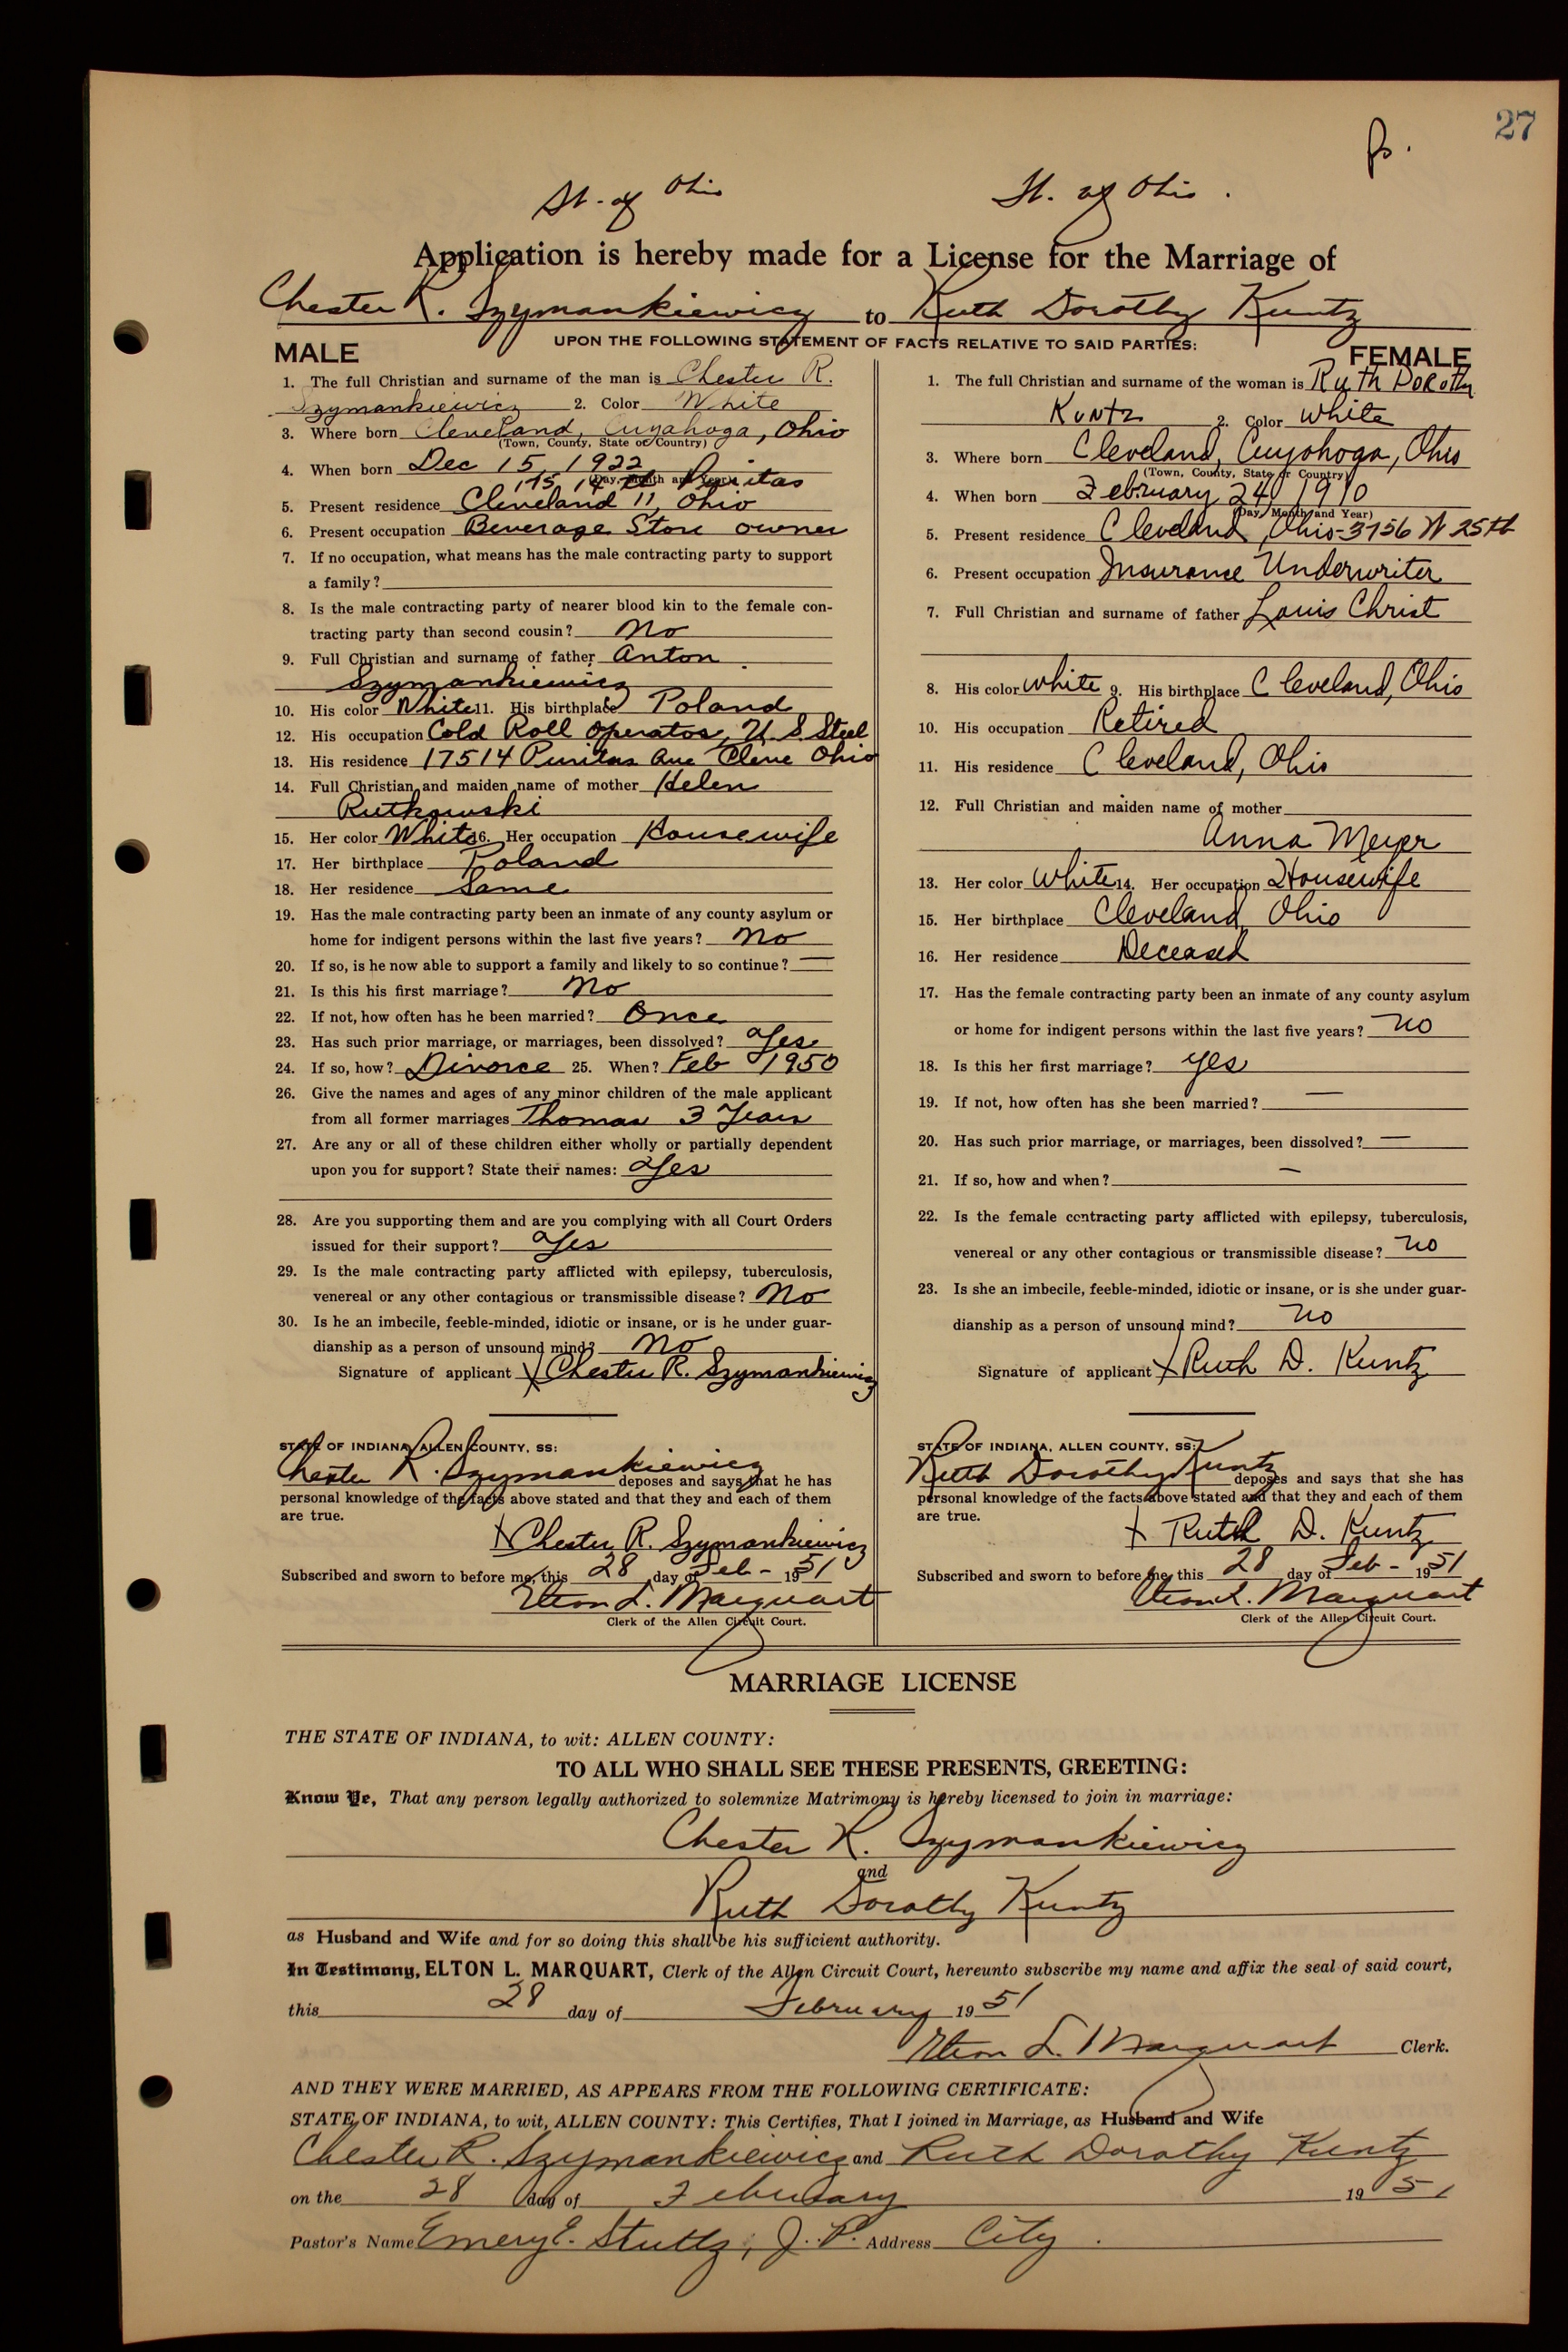 27
St. of Ohio St. of Ohio .
Application is hereby made for a License for the Marriage of
Chester R. Szymankiewicz to Ruth Dorothy Kuntz
UPON THE FOLLOWING STATEMENT OF FACTS RELATIVE TO SAID PARTIES:
MALE
1. The full Christian and surname of the man is Chester R.
Szymankiewicz 2. Color White
3. Where born Cleveland, Cuyahoga, Ohio
(Town, County, State or Country)
4. When born Dec 15, 1922
(Day, Month and Year)
17514 Puritas
5. Present residence Cleveland 11, Ohio
6. Present occupation Beverage Store owner
7. If no occupation, what means has the male contracting party to support
a family?
8. Is the male contracting party of nearer blood kin to the female con-
tracting party than second cousin? No
9. Full Christian and surname of father Anton
Szymankiewicz
10. His color White 11. His birthplace Poland
12. His occupation Cold Roll Operator, U.S. Steel
13. His residence 17514 Puritas Ave Cleve Ohio
14. Full Christian and maiden name of mother Helen
Rutkowski
15. Her color White 16. Her occupation Housewife
17. Her birthplace Poland
18. Her residence Same
19. Has the male contracting party been an inmate of any county asylum or
home for indigent persons within the last five years? No
20. If so, is he now able to support a family and likely to so continue? —
21. Is this his first marriage? No
22. If not, how often has he been married? Once
23. Has such prior marriage, or marriages, been dissolved? Yes
24. If so, how? Divorce 25. When? Feb 1950
26. Give the names and ages of any minor children of the male applicant
from all former marriages Thomas 3 Years
27. Are any or all of these children either wholly or partially dependent
upon you for support? State their names: Yes
28. Are you supporting them and are you complying with all Court Orders
issued for their support? Yes
29. Is the male contracting party afflicted with epilepsy, tuberculosis,
venereal or any other contagious or transmissible disease? No
30. Is he an imbecile, feeble-minded, idiotic or insane, or is he under guar-
dianship as a person of unsound mind? No
Signature of applicant X Chester R. Szymankiewicz
STATE OF INDIANA, ALLEN COUNTY, SS:
Chester R. Szymankiewicz deposes and says that he has
personal knowledge of the facts above stated and that they and each of them
are true.
X Chester R. Szymankiewicz
Subscribed and sworn to before me, this 28 day of Feb - 1951
Elton L. Marquart
Clerk of the Allen Circuit Court.
FEMALE
1. The full Christian and surname of the woman is Ruth Dorothy
Kuntz 2. Color White
3. Where born Cleveland, Cuyohoga, Ohio
(Town, County, State or Country)
4. When born February 24, 1910
(Day, Month and Year)
5. Present residence Cleveland, Ohio-3756 W 25th
6. Present occupation Insurance Underwriter
7. Full Christian and surname of father Louis Christ
8. His color White 9. His birthplace Cleveland, Ohio
10. His occupation Retired
11. His residence Cleveland, Ohio
12. Full Christian and maiden name of mother
Anna Meyer
13. Her color White 14. Her occupation Housewife
15. Her birthplace Cleveland, Ohio
16. Her residence Deceased
17. Has the female contracting party been an inmate of any county asylum
or home for indigent persons within the last five years? No
18. Is this her first marriage? yes
19. If not, how often has she been married? —
20. Has such prior marriage, or marriages, been dissolved? —
21. If so, how and when? —
22. Is the female contracting party afflicted with epilepsy, tuberculosis,
venereal or any other contagious or transmissible disease? No
23. Is she an imbecile, feeble-minded, idiotic or insane, or is she under guar-
dianship as a person of unsound mind? No
Signature of applicant X Ruth D. Kuntz
STATE OF INDIANA, ALLEN COUNTY, SS:
Ruth Dorothy Kuntz deposes and says that she has
personal knowledge of the facts above stated and that they and each of them
are true.
X Ruth D. Kuntz
Subscribed and sworn to before me, this 28 day of Feb - 1951
Elton L. Marquart
Clerk of the Allen Circuit Court.
MARRIAGE LICENSE
THE STATE OF INDIANA, to wit: ALLEN COUNTY:
TO ALL WHO SHALL SEE THESE PRESENTS, GREETING:
Know Ye, That any person legally authorized to solemnize Matrimony is hereby licensed to join in marriage:
Chester R. Szymankiewicz
and
Ruth Dorothy Kuntz
as Husband and Wife and for so doing this shall be his sufficient authority.
In Testimony, ELTON L. MARQUART, Clerk of the Allen Circuit Court, hereunto subscribe my name and affix the seal of said court,
this 28 day of February 1951
Elton L. Marquart Clerk.
AND THEY WERE MARRIED, AS APPEARS FROM THE FOLLOWING CERTIFICATE:
STATE OF INDIANA, to wit, ALLEN COUNTY: This Certifies, That I joined in Marriage, as Husband and Wife
Chester R. Szymankiewicz and Ruth Dorothy Kuntz
on the 28 day of February 1951
Pastor's Name Emery E. Stultz, J. P. Address City .